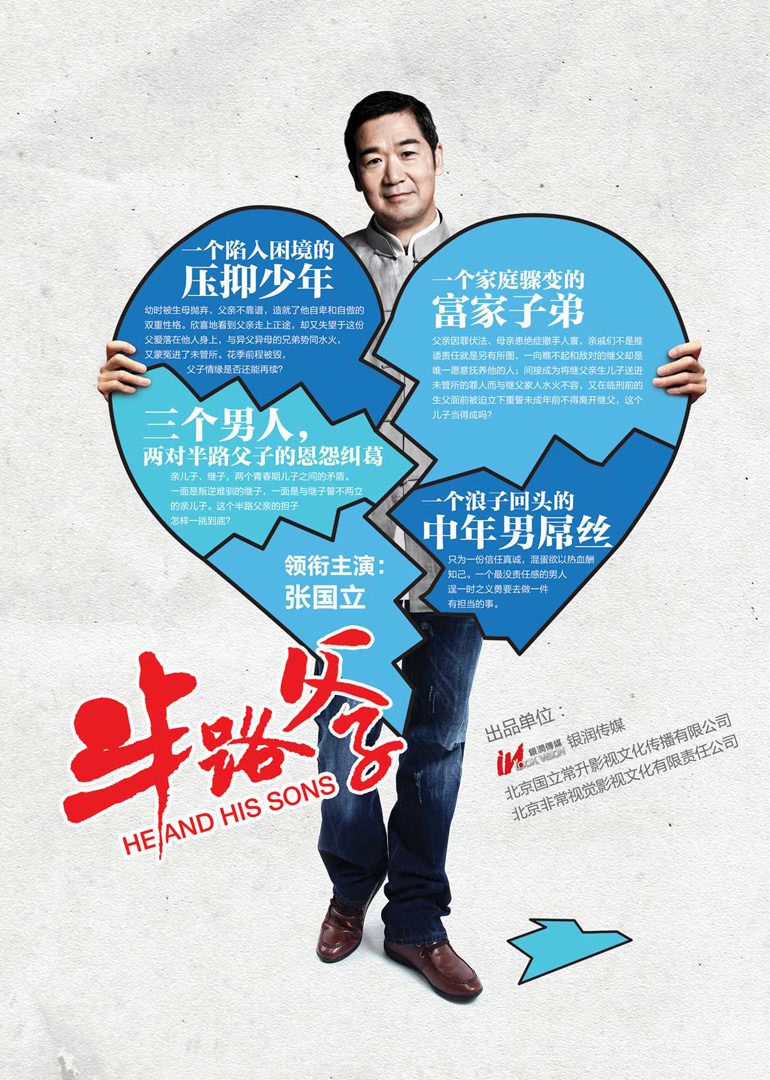 一个陷入困境的
压抑少年
幼时被生母抛弃、父亲不靠谱，造就了他自卑和自傲的
双重性格。欣喜地看到父亲走上正途，却又失望于这份
父爱落在他人身上，与异父异母的兄弟势同水火，
又蒙冤进了未管所。花季前程被毁，
父子情缘是否还能再续？
一个家庭骤变的
富家子弟
父亲因罪伏法、母亲患绝症撒手人寰，亲戚们不是推
诿责任就是另有所图，一向瞧不起和敌对的继父却是
唯一愿意抚养他的人；间接成为将继父亲生儿子送进
未管所的罪人而与继父家人水火不容，又在临刑前的
生父面前被迫立下重誓未成年前不得离开继父，这个
儿子当得成吗？
三个男人，
两对半路父子的恩怨纠葛
亲儿子、继子，两个青春期儿子之间的矛盾。
一面是叛逆难驯的继子，一面是与继子誓不两立
的亲儿子。这个半路父亲的担子
怎样一挑到底？
一个浪子回头的
中年男屌丝
只为一份信任真诚，混蛋欲以热血酬
知己。一个最没责任感的男人
逞一时之义勇要去做一件
有担当的事。
领衔主演：
张国立
半路父子
HE AND HIS SONS
出品单位：
銀潤傳媒 银润传媒
北京国立常升影视文化传播有限公司
北京非常视觉影视文化有限责任公司